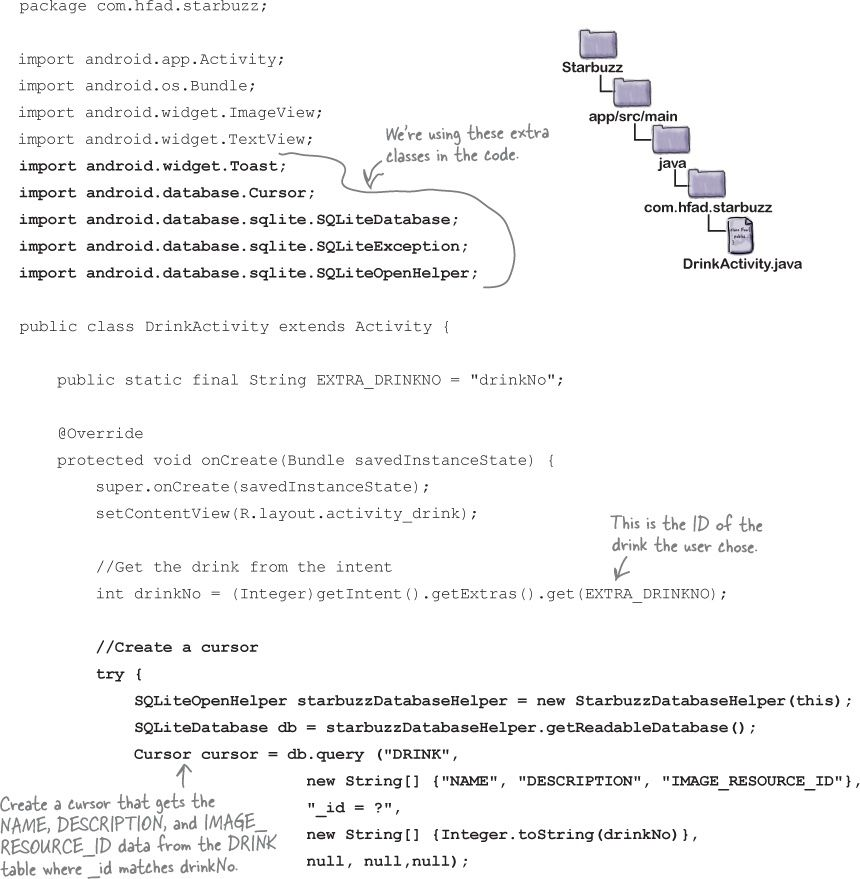 package com.hfad.starbuzz;
import android.app.Activity;
import android.os.Bundle;
import android.widget.ImageView;
import android.widget.TextView;
import android.widget.Toast;
import android.database.Cursor;
import android.database.sqlite.SQLiteDatabase;
import android.database.sqlite.SQLiteException;
import android.database.sqlite.SQLiteOpenHelper;
We're using these extra
classes in the code.
Starbuzz
app/src/main
java
com.hfad.starbuzz
DrinkActivity.java
public class DrinkActivity extends Activity {
public static final String EXTRA_DRINKNO = "drinkNo";
@Override
protected void onCreate(Bundle savedInstanceState) {
super.onCreate(savedInstanceState);
setContentView(R.layout.activity_drink);
This is the ID of the
drink the user chose.
//Get the drink from the intent
int drinkNo = (Integer)getIntent().getExtras().get(EXTRA_DRINKNO);
//Create a cursor
try {
SQLiteOpenHelper starbuzzDatabaseHelper = new StarbuzzDatabaseHelper(this);
SQLiteDatabase db = starbuzzDatabaseHelper.getReadableDatabase();
Cursor cursor = db.query ("DRINK",
new String[] {"NAME", "DESCRIPTION", "IMAGE_RESOURCE_ID"},
"_id = ?",
new String[] {Integer.toString(drinkNo)},
null, null,null);
Create a cursor that gets the
NAME, DESCRIPTION, and IMAGE_
RESOURCE_ID data from the DRINK
table where _id matches drinkNo.